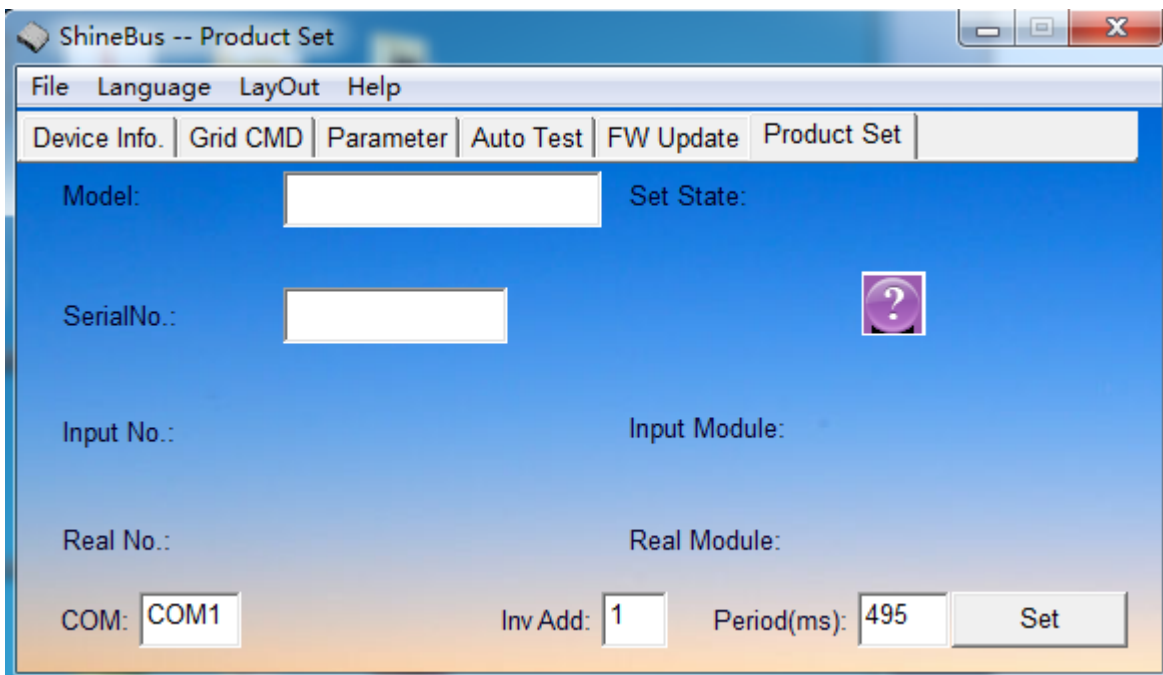 ShineBus -- Product Set
File Language LayOut Help
Device Info. Grid CMD Parameter Auto Test FW Update Product Set
Model: Set State:
SerialNo.: ?
Input No.: Input Module:
Real No.: Real Module:
COM: COM1 Inv Add: 1 Period(ms): 495 Set